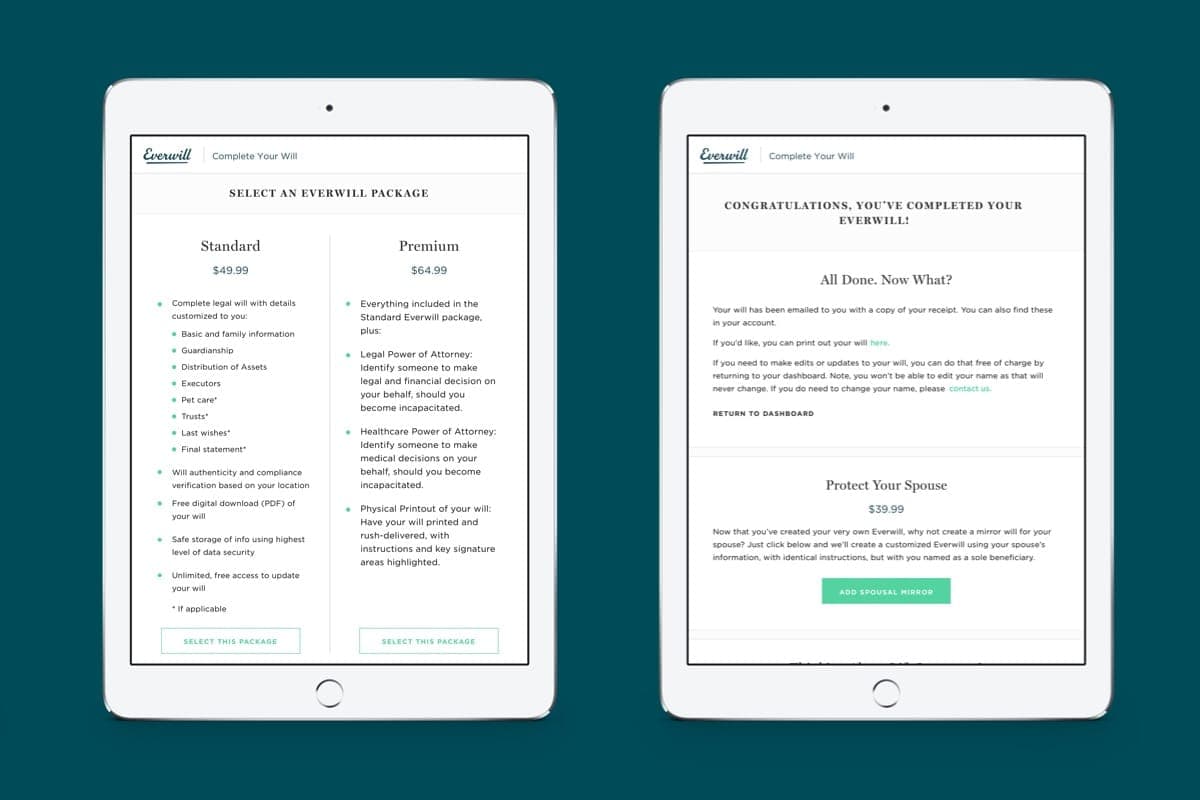 Everwill
Complete Your Will
SELECT AN EVERWILL PACKAGE
Standard
$49.99
Complete legal will with details
customized to you:
Basic and family information
Guardianship
Distribution of Assets
Executors
Pet care*
Trusts*
Last wishes*
Final statement*
Will authenticity and compliance
verification based on your location
Free digital download (PDF) of
your will
Safe storage of info using highest
level of data security
Unlimited, free access to update
your will
* If applicable
SELECT THIS PACKAGE
Premium
$64.99
Everything included in the
Standard Everwill package,
plus:
Legal Power of Attorney:
Identify someone to make
legal and financial decision on
your behalf, should you
become incapacitated.
Healthcare Power of Attorney:
Identify someone to make
medical decisions on your
behalf, should you become
incapacitated.
Physical Printout of your will:
Have your will printed and
rush-delivered, with
instructions and key signature
areas highlighted.
SELECT THIS PACKAGE
Everwill
Complete Your Will
CONGRATULATIONS, YOU'VE COMPLETED YOUR
EVERWILL!
All Done. Now What?
Your will has been emailed to you with a copy of your receipt. You can also find these
in your account.
If you'd like, you can print out your will here.
If you need to make edits or updates to your will, you can do that free of charge by
returning to your dashboard. Note, you won't be able to edit your name as that will
never change. If you do need to change your name, please contact us.
RETURN TO DASHBOARD
Protect Your Spouse
$39.99
Now that you've created your very own Everwill, why not create a mirror will for your
spouse? Just click below and we'll create a customized Everwill using your spouse's
information, with identical instructions, but with you named as a sole beneficiary.
ADD SPOUSAL MIRROR